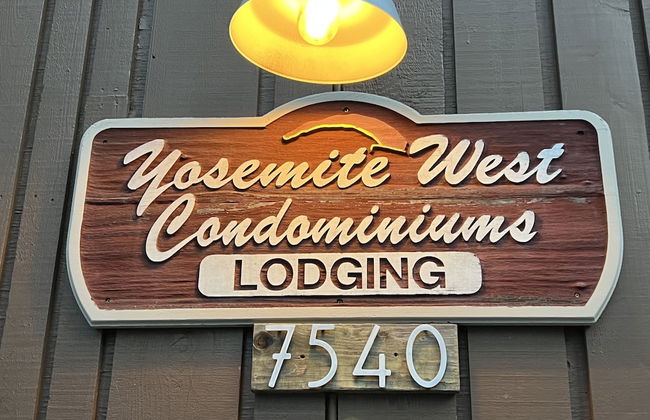 Yosemite West
Condominiums
LODGING
7540